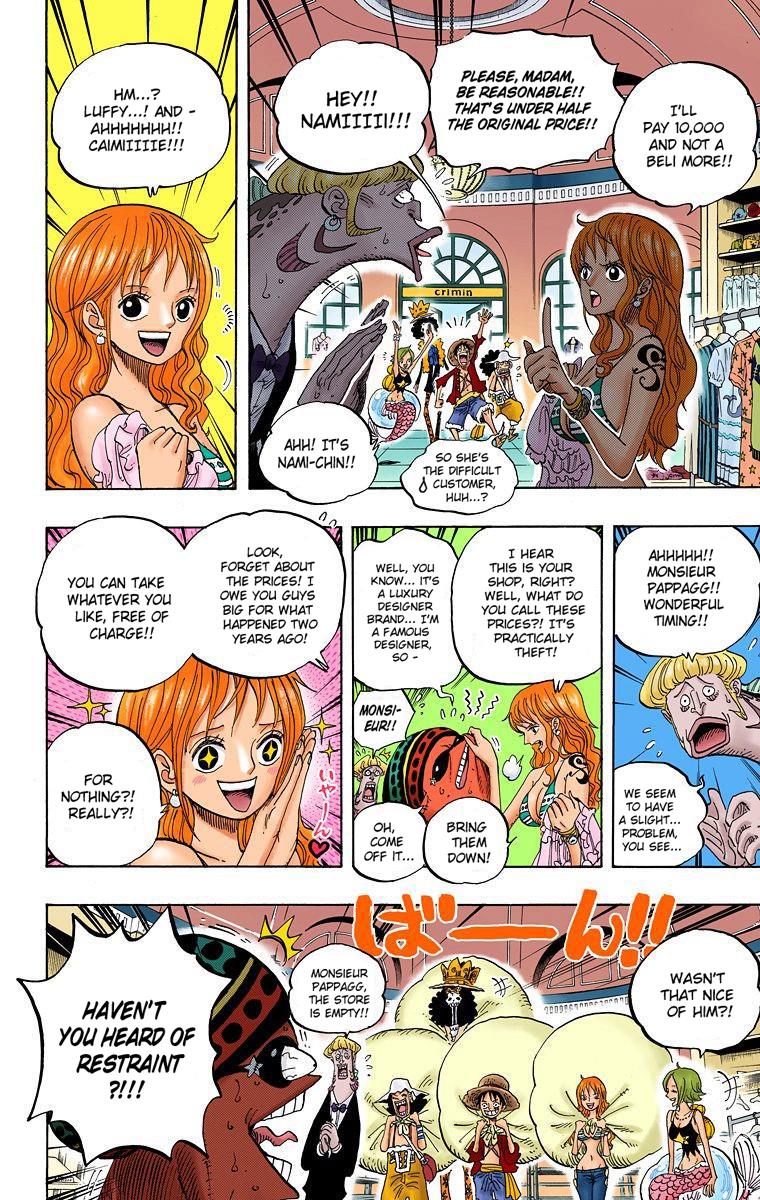 I'LL
PAY 10,000
AND NOT A
BELI MORE!!
PLEASE, MADAM,
BE REASONABLE!!
THAT'S UNDER HALF
THE ORIGINAL PRICE!!
HEY!!
NAMIIIII!!!
crimin
AHH! IT'S
NAMI-CHIN!!
SO SHE'S
THE DIFFICULT
CUSTOMER,
HUH...?
HM...?
LUFFY...! AND -
AHHHHHHH!!
CAIMIIIIE!!!
AHHHHH!!
MONSIEUR
PAPPAGG!!
WONDERFUL
TIMING!!
WE SEEM
TO HAVE
A SLIGHT...
PROBLEM,
YOU SEE...
I HEAR
THIS IS YOUR
SHOP, RIGHT?
WELL, WHAT DO
YOU CALL THESE
PRICES?! IT'S
PRACTICALLY
THEFT!
WELL, YOU
KNOW... IT'S
A LUXURY
DESIGNER
BRAND... I'M
A FAMOUS
DESIGNER,
SO -
MONSI-
EUR!!
BRING
THEM
DOWN!
OH,
COME
OFF IT...
LOOK,
FORGET ABOUT
THE PRICES! I
OWE YOU GUYS
BIG FOR WHAT
HAPPENED TWO
YEARS AGO!
YOU CAN TAKE
WHATEVER YOU
LIKE, FREE OF
CHARGE!!
FOR
NOTHING?!
REALLY?!
いやーん♥
ばーん!!
WASN'T
THAT NICE
OF HIM?!
MONSIEUR
PAPPAGG,
THE STORE
IS EMPTY!!
HAVEN'T
YOU HEARD OF
RESTRAINT
?!!!